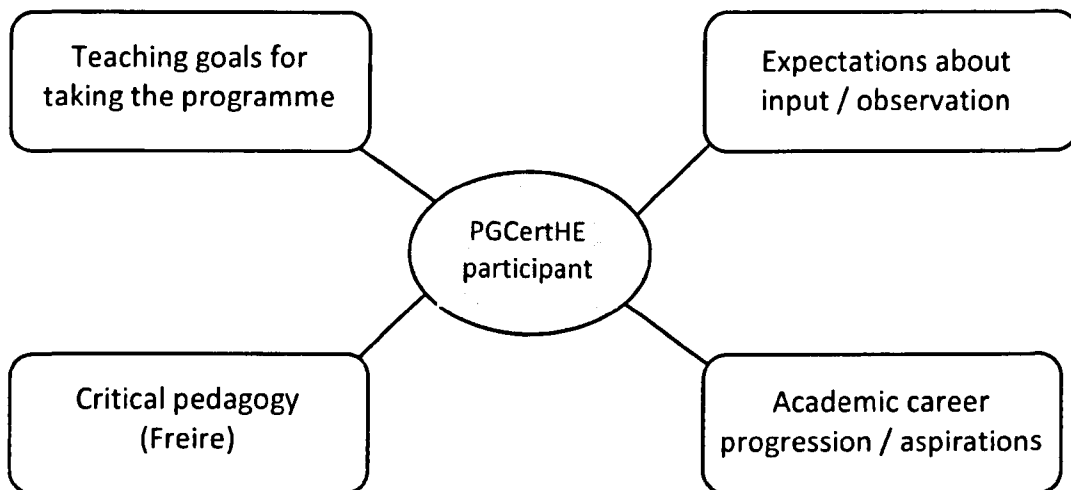 Teaching goals for
taking the programme
Expectations about
input / observation
PGCertHE
participant
Critical pedagogy
(Freire)
Academic career
progression / aspirations